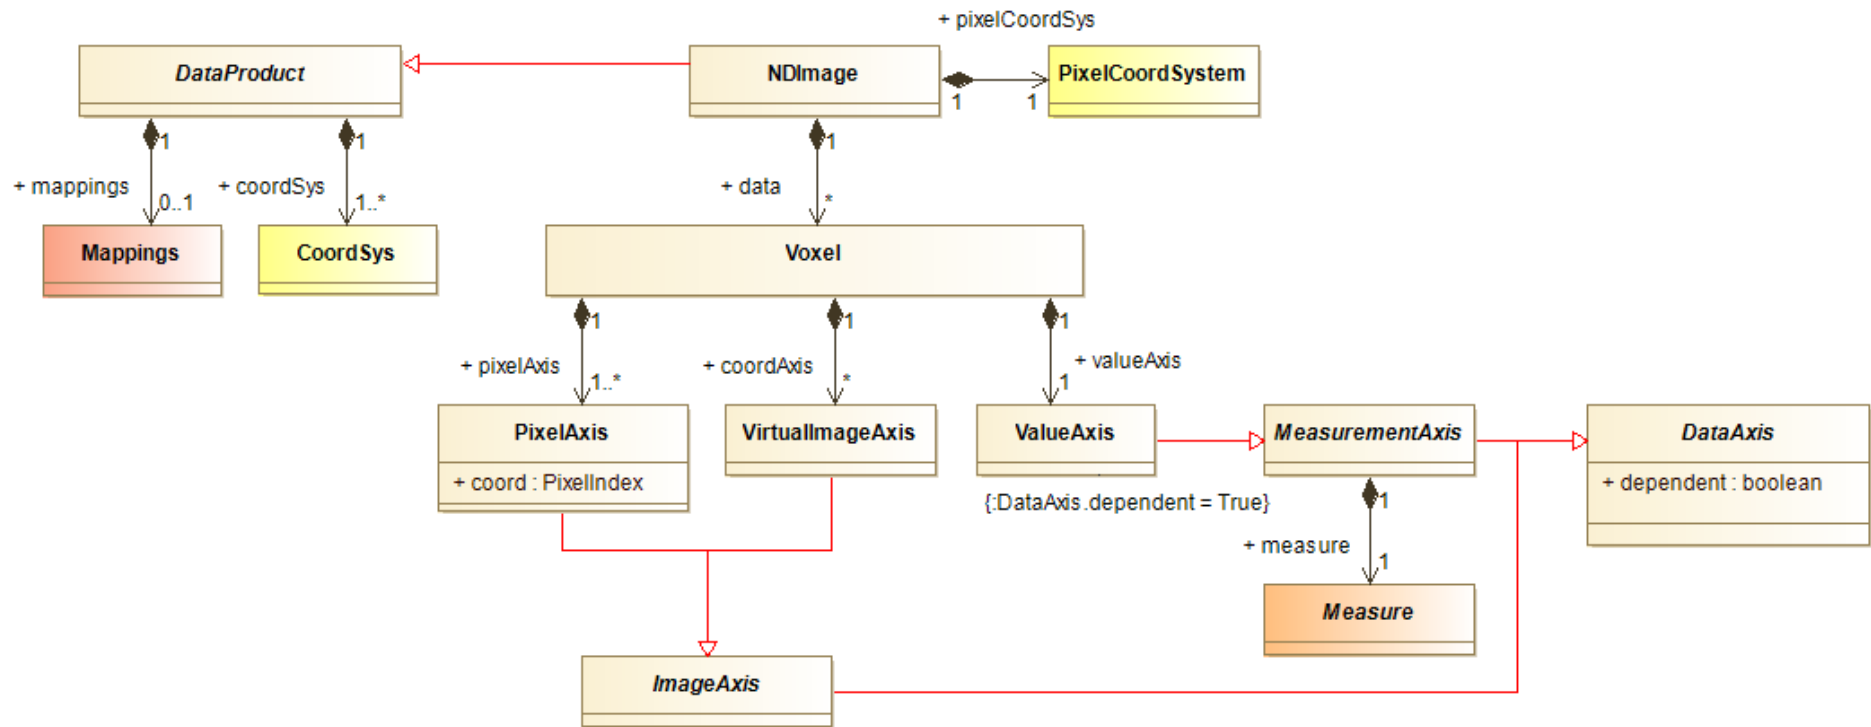 + pixelCoordSys
DataProduct
NDImage
PixelCoordSystem
1
1
1
1
1
+ mappings
+ coordSys
+ data
0..1
1..*
*
Mappings
CoordSys
Voxel
1
1
1
+ pixelAxis
+ coordAxis
+ valueAxis
1..*
*
1
PixelAxis
VirtualImageAxis
ValueAxis
MeasurementAxis
DataAxis
+ coord : PixelIndex
+ dependent : boolean
{:DataAxis.dependent = True}
1
+ measure
1
Measure
ImageAxis